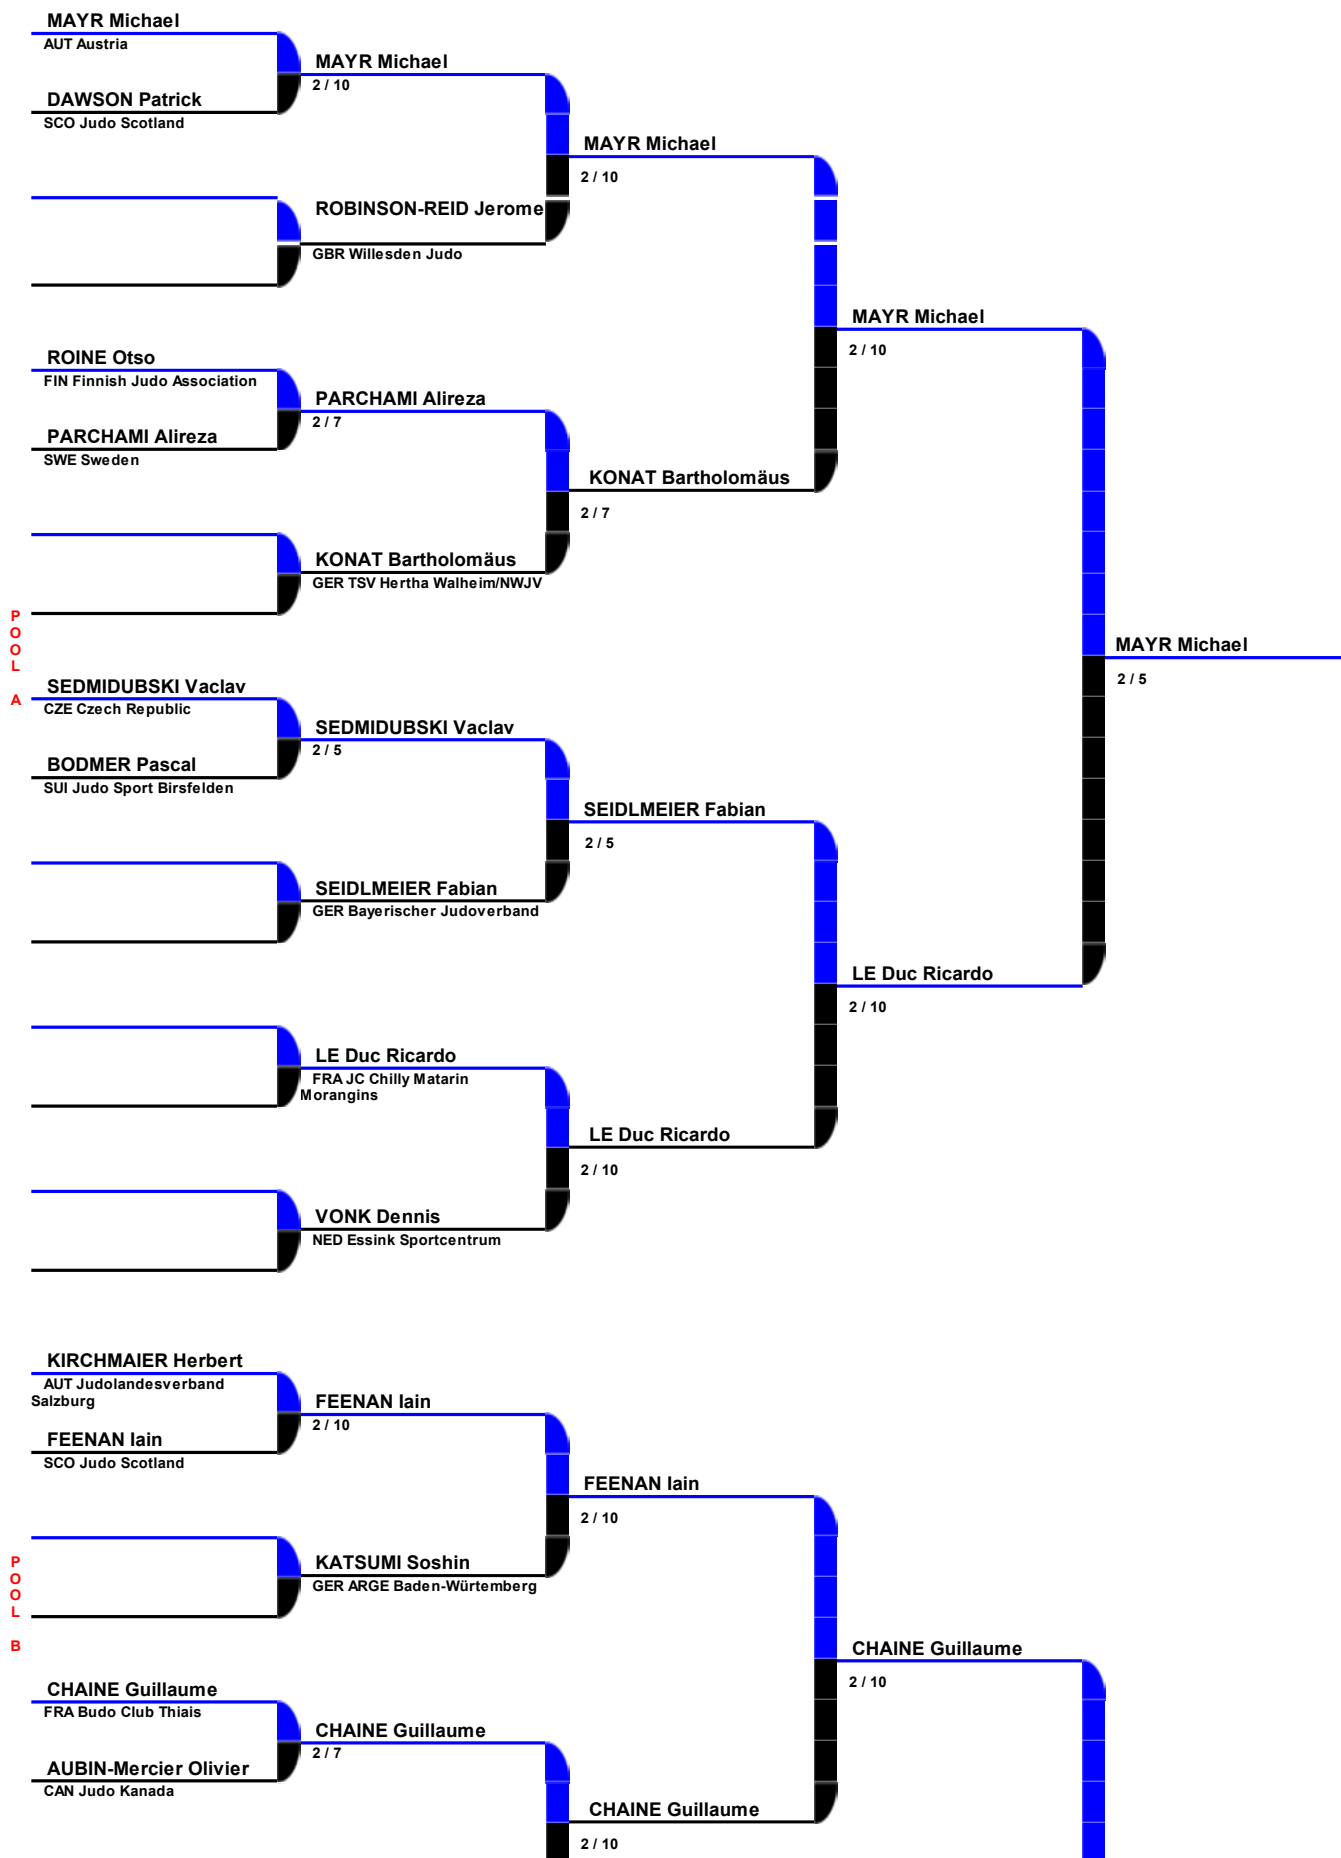 MAYR Michael
AUT Austria
MAYR Michael
2 / 10
DAWSON Patrick
SCO Judo Scotland
MAYR Michael
2 / 10
ROBINSON-REID Jerome
GBR Willesden Judo
MAYR Michael
2 / 10
ROINE Otso
FIN Finnish Judo Association
PARCHAMI Alireza
2 / 7
PARCHAMI Alireza
SWE Sweden
KONAT Bartholomäus
2 / 7
KONAT Bartholomäus
GER TSV Hertha Walheim/NWJV
POOL A
MAYR Michael
2 / 5
SEDMIDUBSKI Vaclav
CZE Czech Republic
SEDMIDUBSKI Vaclav
2 / 5
BODMER Pascal
SUI Judo Sport Birsfelden
SEIDLMEIER Fabian
2 / 5
SEIDLMEIER Fabian
GER Bayerischer Judoverband
LE Duc Ricardo
2 / 10
LE Duc Ricardo
FRA JC Chilly Matarin
Morangins
LE Duc Ricardo
2 / 10
VONK Dennis
NED Essink Sportcentrum
KIRCHMAIER Herbert
AUT Judolandesverband
Salzburg
FEENAN Iain
2 / 10
FEENAN Iain
SCO Judo Scotland
FEENAN Iain
2 / 10
KATSUMI Soshin
GER ARGE Baden-Würtemberg
POOL B
CHAINE Guillaume
2 / 10
CHAINE Guillaume
FRA Budo Club Thiais
CHAINE Guillaume
2 / 7
AUBIN-Mercier Olivier
CAN Judo Kanada
CHAINE Guillaume
2 / 10